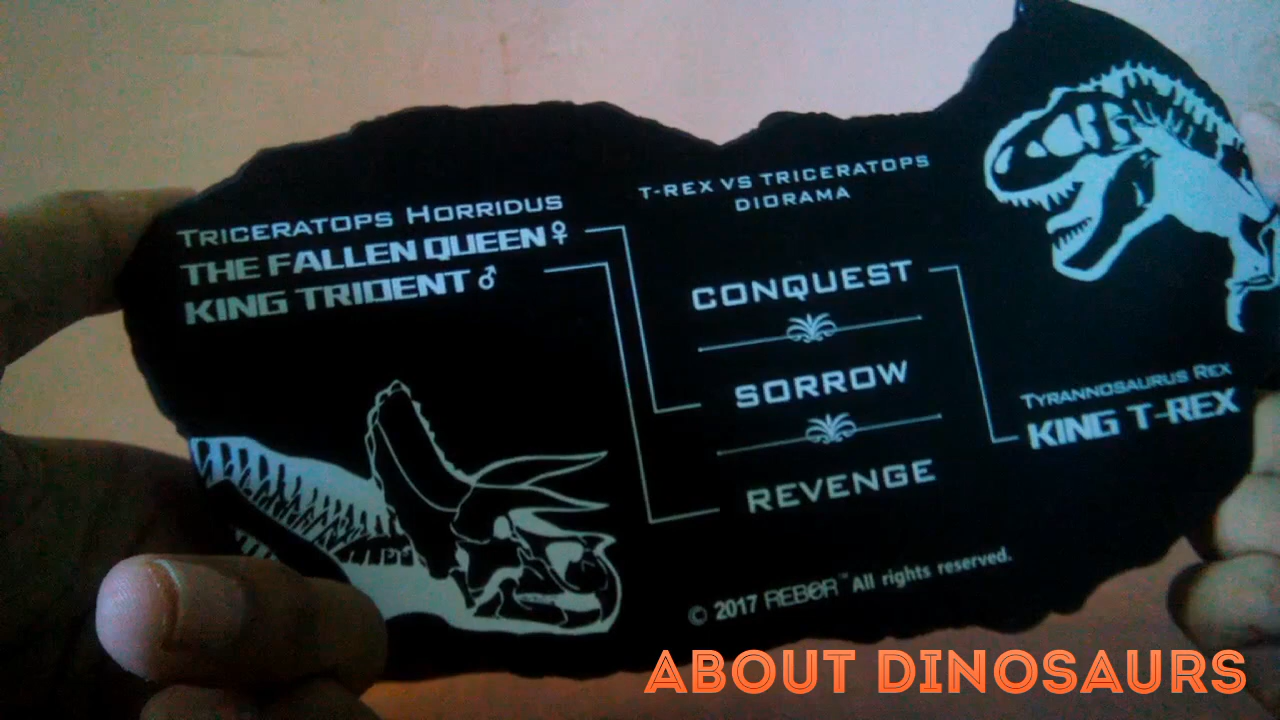 TRICERATOPS HORRIDUS
THE FALLEN QUEEN♀
KING TRIDENT♂
T-REX VS TRICERATOPS
DIORAMA
CONQUEST
SORROW
REVENGE
TYRANNOSAURUS REX
KING T-REX
© 2017 REBOR™ All rights reserved.
ABOUT DINOSAURS